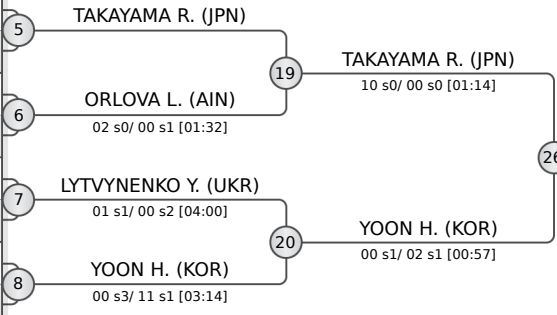 TAKAYAMA R. (JPN)
5
19
TAKAYAMA R. (JPN)
10 s0/ 00 s0 [01:14]
ORLOVA L. (AIN)
6
02 s0/ 00 s1 [01:32]
26
LYTVYNENKO Y. (UKR)
7
01 s1/ 00 s2 [04:00]
20
YOON H. (KOR)
00 s1/ 02 s1 [00:57]
YOON H. (KOR)
8
00 s3/ 11 s1 [03:14]